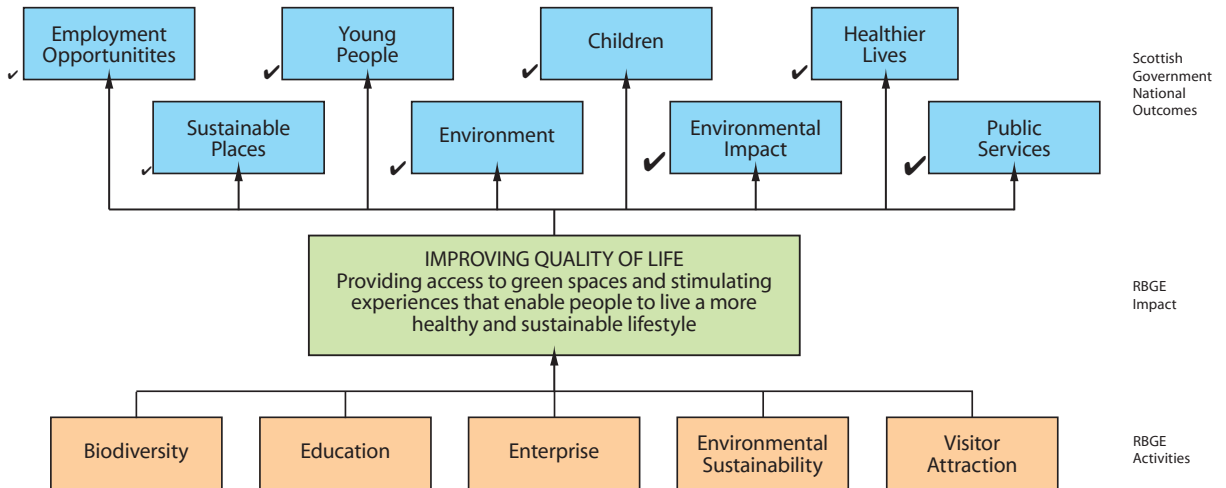 Employment
Opportunitites
Young
People
Children
Healthier
Lives
Scottish
Government
National
Outcomes
Sustainable
Places
Environment
Environmental
Impact
Public
Services
IMPROVING QUALITY OF LIFE
Providing access to green spaces and stimulating
experiences that enable people to live a more
healthy and sustainable lifestyle
RBGE
Impact
Biodiversity
Education
Enterprise
Environmental
Sustainability
Visitor
Attraction
RBGE
Activities